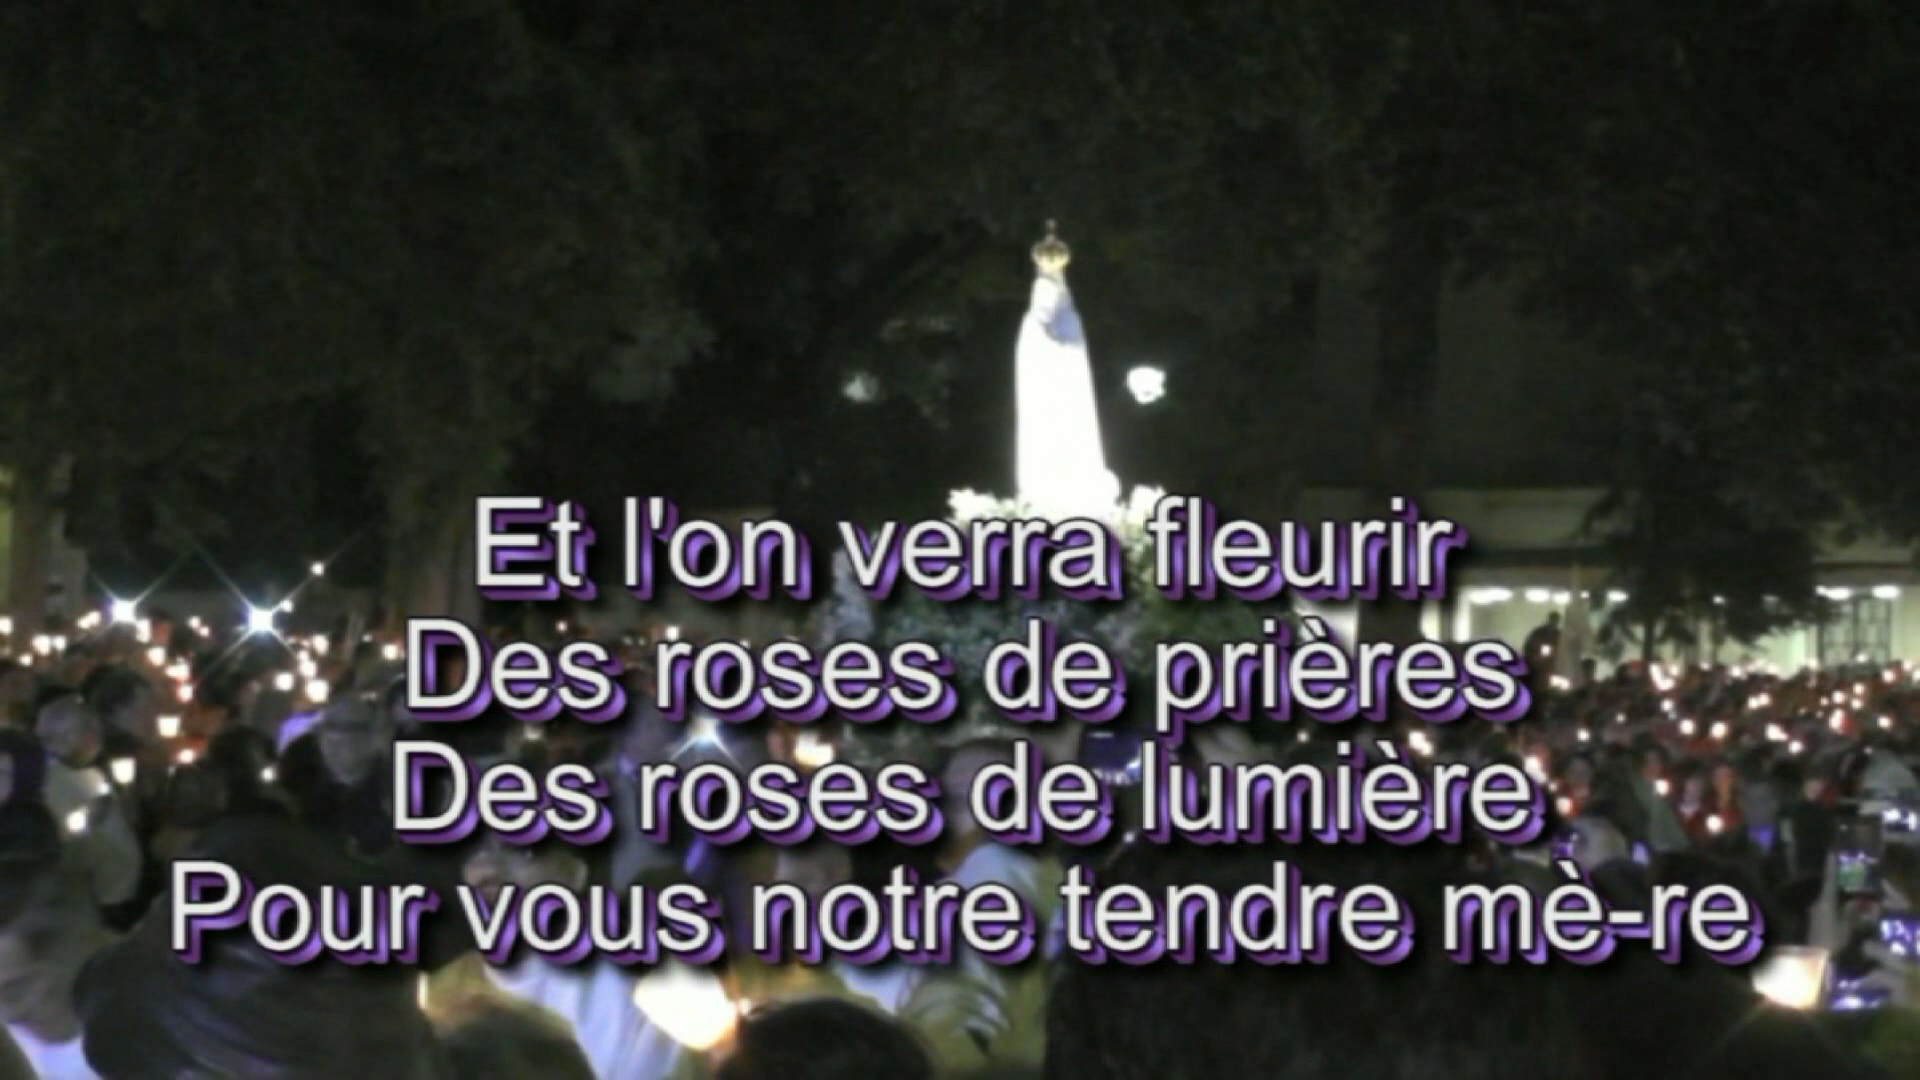 Et l'on verra fleurir
Des roses de prières
Des roses de lumière
Pour vous notre tendre mè-re